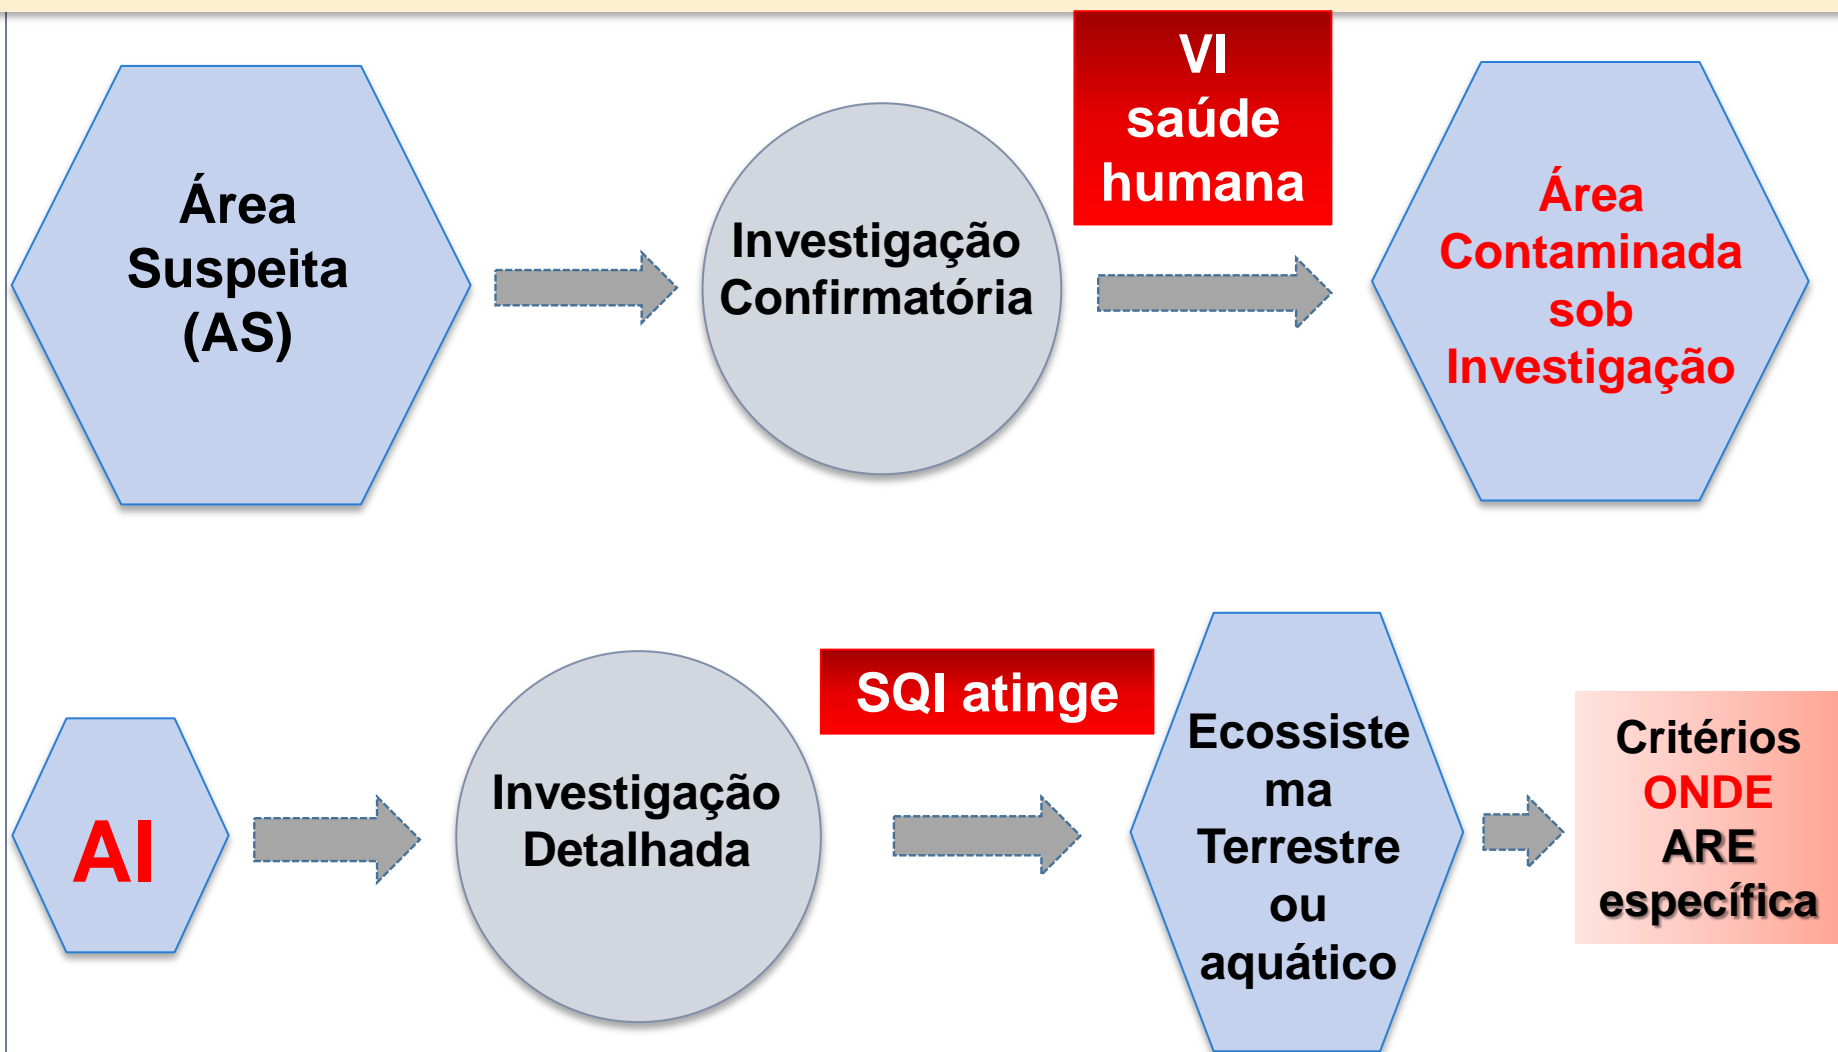 Área
Suspeita
(AS)
Investigação
Confirmatória
VI
saúde
humana
Área
Contaminada
sob
Investigação
AI
Investigação
Detalhada
SQI atinge
Ecossiste
ma
Terrestre
ou
aquático
Critérios
ONDE
ARE
específica